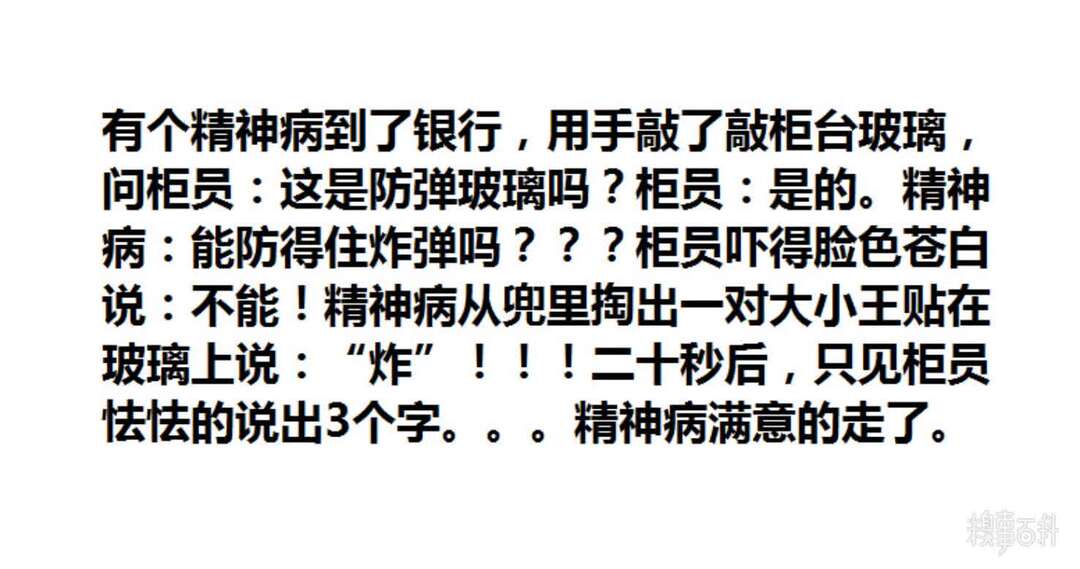 有个精神病到了银行，用手敲了敲柜台玻璃，
问柜员：这是防弹玻璃吗？柜员：是的。精神
病：能防得住炸弹吗？？？柜员吓得脸色苍白
说：不能！精神病从兜里掏出一对大小王贴在
玻璃上说：“炸”！！！二十秒后，只见柜员
怯怯的说出3个字。。。精神病满意的走了。
糗事百科